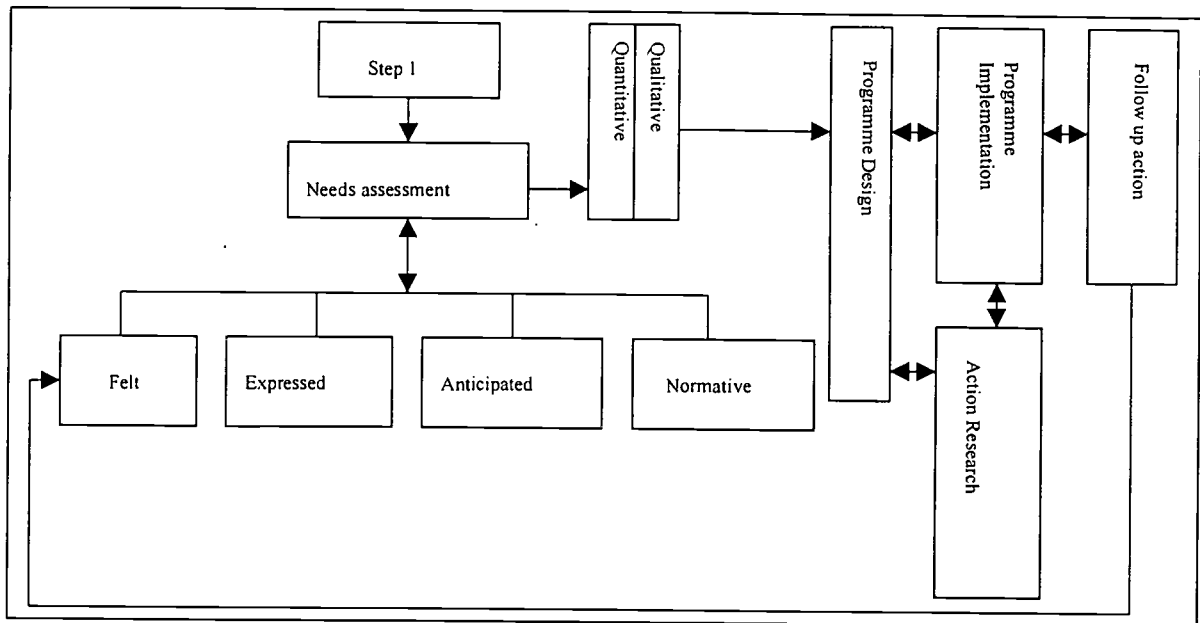 Step 1
Needs assessment
Quantitative
Qualitative
Programme Design
Programme
Implementation
Follow up action
Felt
Expressed
Anticipated
Normative
Action Research